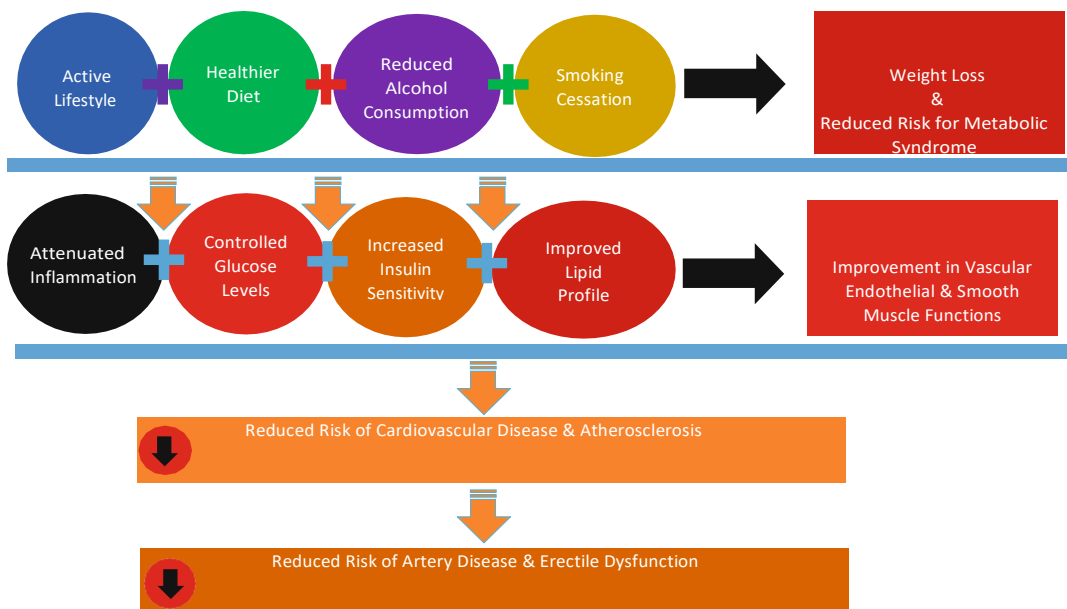 Active
Lifestyle
Healthier
Diet
Reduced
Alcohol
Consumption
Smoking
Cessation
Weight Loss
&
Reduced Risk for Metabolic
Syndrome
Attenuated
Inflammation
Controlled
Glucose
Levels
Increased
Insulin
Sensitivity
Improved
Lipid
Profile
Improvement in Vascular
Endothelial & Smooth
Muscle Functions
Reduced Risk of Cardiovascular Disease & Atherosclerosis
Reduced Risk of Artery Disease & Erectile Dysfunction